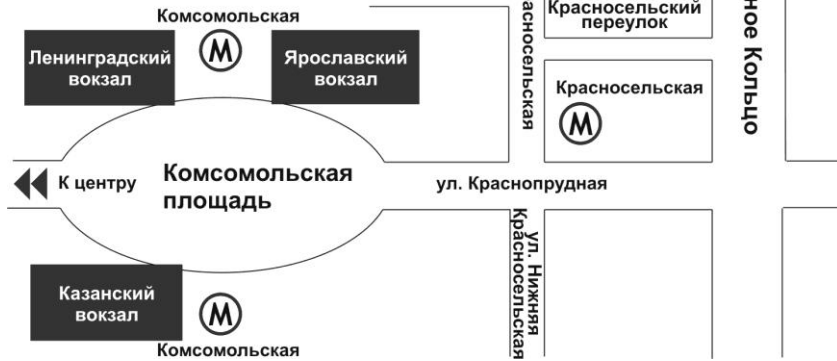 Комсомольская
М
Ленинградский
вокзал
Ярославский
вокзал
Красносельский
переулок
Красносельская
М
Кольцо
К центру
Комсомольская
площадь
ул. Краснопрудная
ул. Нижняя
Красносельская
Казанский
вокзал
М
Комсомольская